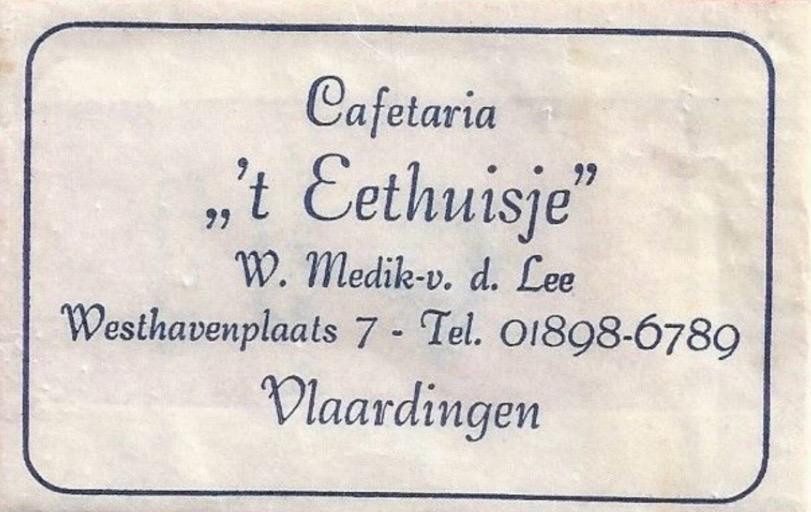 Cafetaria
„'t Eethuisje”
W. Medik-v. d. Lee
Westhavenplaats 7 - Tel. 01898-6789
Vlaardingen